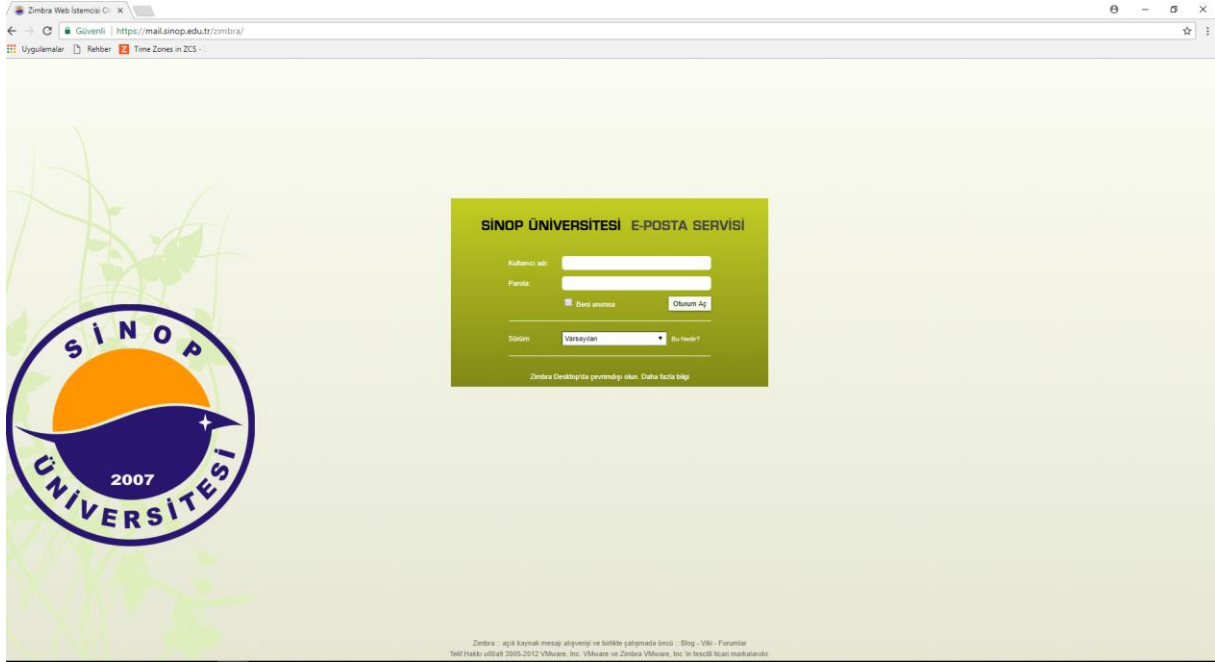 Zimbra Web İstemcisi Ot
Güvenli | https://mail.sinop.edu.tr/zimbra/
Uygulamalar Rehber Time Zones in ZCS -
SİNOP ÜNİVERSİTESİ E-POSTA SERVİSİ
Kullanıcı adı:
Parola:
Beni anımsa Oturum Aç
Sürüm: Varsayılan Bu Nedir?
Zimbra Desktop'da çevrimdışı olun. Daha fazla bilgi
SİNOP
2007
ÜNİVERSİTESİ
Zimbra :: açık kaynak mesajı alışverişi ve birlikte çalışmada öncü :: Blog - Viki - Forumlar
Telif Hakkı u00a9 2005-2012 VMware, Inc. VMware ve Zimbra VMware, Inc.'in tescilli ticari markalarıdır.